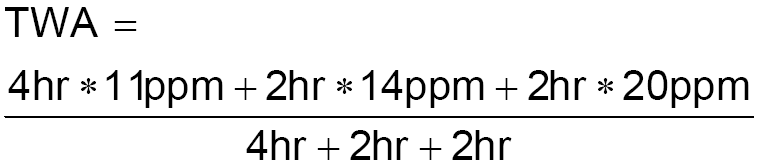 TWA =
4hr * 11ppm + 2hr * 14ppm + 2hr * 20ppm
4hr + 2hr + 2hr